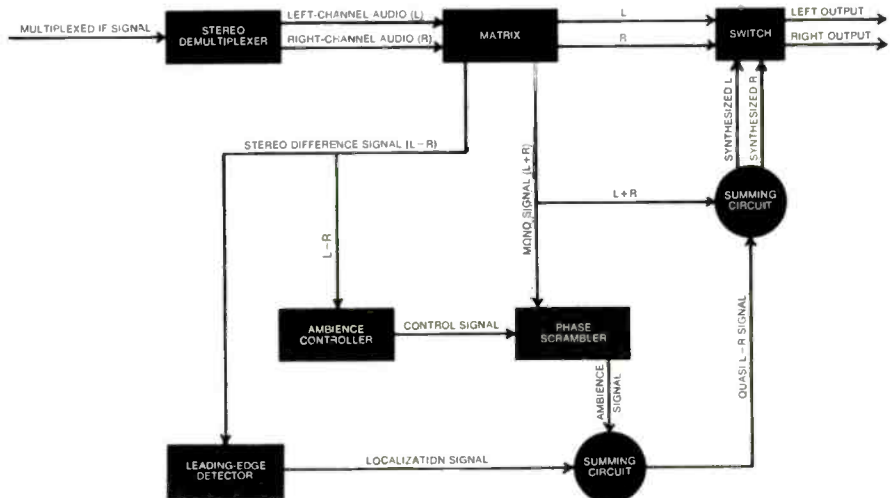 MULTIPLEXED IF SIGNAL
STEREO
DEMULTIPLEXER
LEFT-CHANNEL AUDIO (L)
RIGHT-CHANNEL AUDIO (R)
MATRIX
L
R
SWITCH
LEFT OUTPUT
RIGHT OUTPUT
STEREO DIFFERENCE SIGNAL (L–R)
MONO SIGNAL (L+R)
SYNTHESIZED L
SYNTHESIZED R
L+R
SUMMING
CIRCUIT
L–R
AMBIENCE
CONTROLLER
CONTROL SIGNAL
PHASE
SCRAMBLER
AMBIENCE
SIGNAL
QUASI L–R SIGNAL
LEADING-EDGE
DETECTOR
LOCALIZATION SIGNAL
SUMMING
CIRCUIT